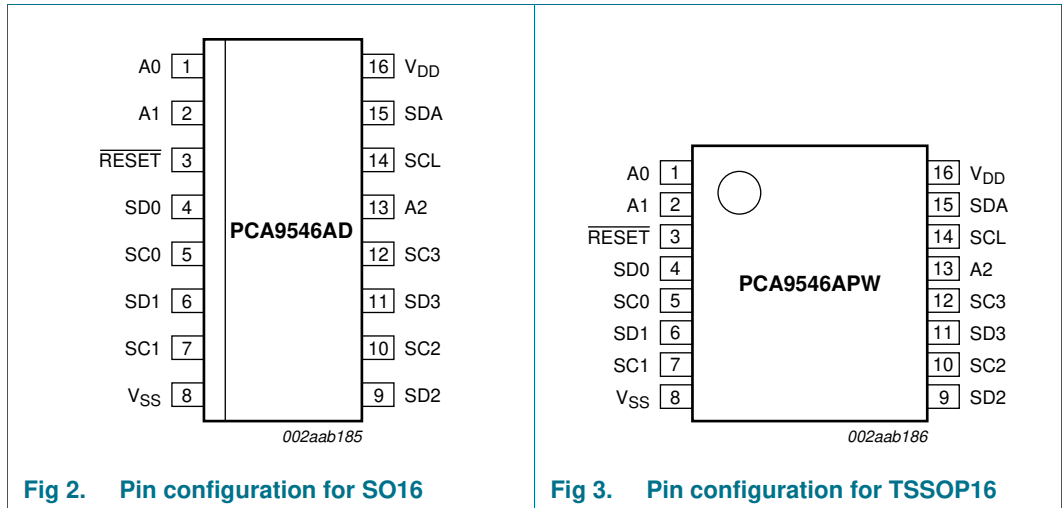 A0 1 16 VDD
A1 2 15 SDA
RESET 3 14 SCL
SD0 4 13 A2
PCA9546AD
SC0 5 12 SC3
SD1 6 11 SD3
SC1 7 10 SC2
VSS 8 9 SD2
002aab185
Fig 2. Pin configuration for SO16
A0 1 16 VDD
A1 2 15 SDA
RESET 3 14 SCL
SD0 4 13 A2
PCA9546APW
SC0 5 12 SC3
SD1 6 11 SD3
SC1 7 10 SC2
VSS 8 9 SD2
002aab186
Fig 3. Pin configuration for TSSOP16